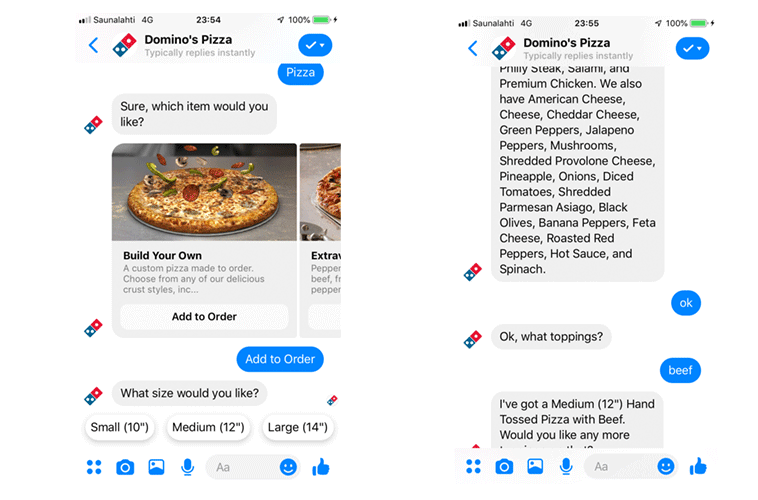 Saunalahti 4G 23:54 100%
Domino's Pizza
Typically replies instantly
Pizza
Sure, which item would you
like?
Build Your Own
A custom pizza made to order.
Choose from any of our delicious
crust styles, inc...
Add to Order
Extrav
Pepper
beef, f
pepper
Add to Order
What size would you like?
Small (10")
Medium (12")
Large (14")
Aa
Saunalahti 4G 23:55 100%
Domino's Pizza
Typically replies instantly
Philly Steak, Salami, and
Premium Chicken. We also
have American Cheese,
Cheese, Cheddar Cheese,
Green Peppers, Jalapeno
Peppers, Mushrooms,
Shredded Provolone Cheese,
Pineapple, Onions, Diced
Tomatoes, Shredded
Parmesan Asiago, Black
Olives, Banana Peppers, Feta
Cheese, Roasted Red
Peppers, Hot Sauce, and
Spinach.
ok
Ok, what toppings?
beef
I've got a Medium (12") Hand
Tossed Pizza with Beef.
Would you like any more
Aa